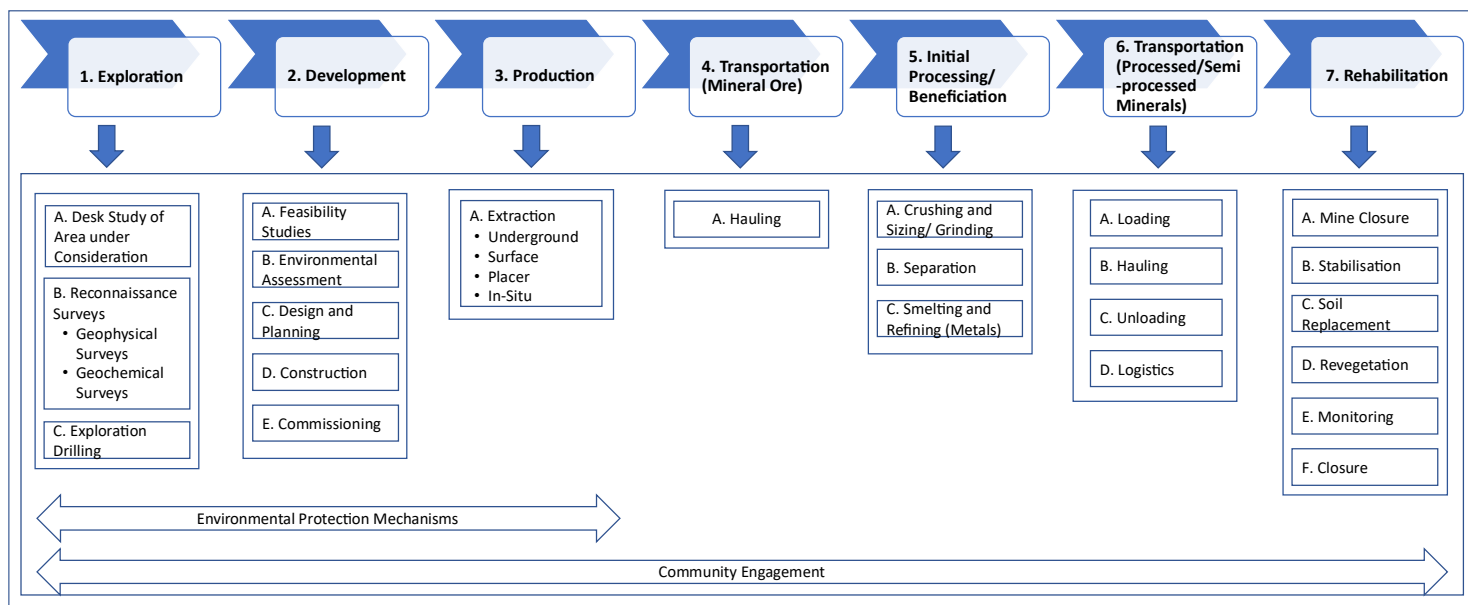 1. Exploration
2. Development
3. Production
4. Transportation
(Mineral Ore)
5. Initial
Processing/
Beneficiation
6. Transportation
(Processed/Semi
-processed
Minerals)
7. Rehabilitation
A. Desk Study of
Area under
Consideration
B. Reconnaissance
Surveys
• Geophysical
Surveys
• Geochemical
Surveys
C. Exploration
Drilling
A. Feasibility
Studies
B. Environmental
Assessment
C. Design and
Planning
D. Construction
E. Commissioning
A. Extraction
• Underground
• Surface
• Placer
• In-Situ
A. Hauling
A. Crushing and
Sizing/ Grinding
B. Separation
C. Smelting and
Refining (Metals)
A. Loading
B. Hauling
C. Unloading
D. Logistics
A. Mine Closure
B. Stabilisation
C. Soil
Replacement
D. Revegetation
E. Monitoring
F. Closure
Environmental Protection Mechanisms
Community Engagement